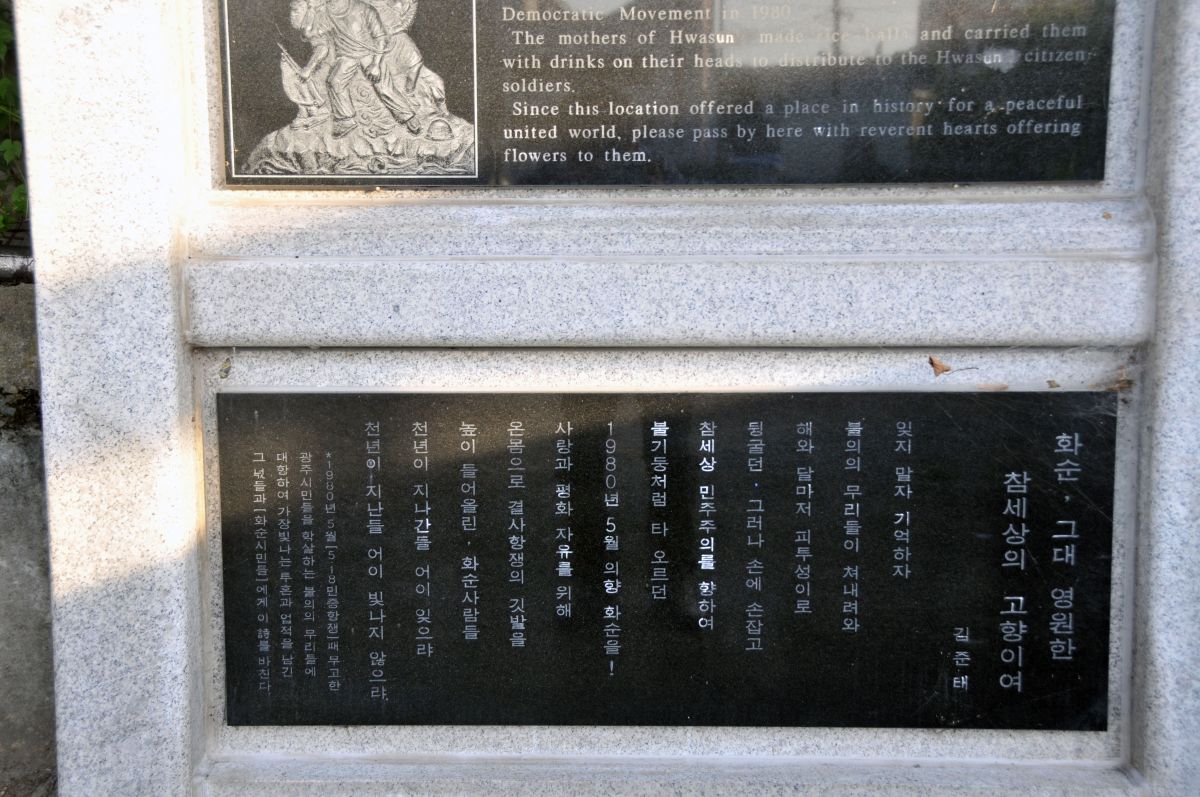 Democratic Movement in 1980.
The mothers of Hwasun made rice balls and carried them
with drinks on their heads to distribute to the Hwasun citizen-
soldiers.
Since this location offered a place in history for a peaceful
united world, please pass by here with reverent hearts offering
flowers to them.
화순, 그대 영원한
참세상의 고향이여
김준태
잊지 말자 기억하자
불의의 무리들이 쳐내려와
해와 달마저 피투성이로
뒹굴던. 그러나 손에 손잡고
참세상 민주주의를 향하여
불기둥처럼 타 오르던
1980년 5월 의향 화순을!
사랑과 평화 자유를 위해
온몸으로 결사항쟁의 깃발을
높이 들어올린. 화순사람들
천년이 지나간들 어이 잊으랴
천년이 지난들 어이 빛나지 않으랴.
*1980년 5월[5·18민중항쟁]때 무고한
광주시민들을 학살하는 불의의 무리들에
대항하여 가장빛나는 투혼과 업적을 남긴
그 넋들과[화순시민들]에게 이 詩를 바친다.